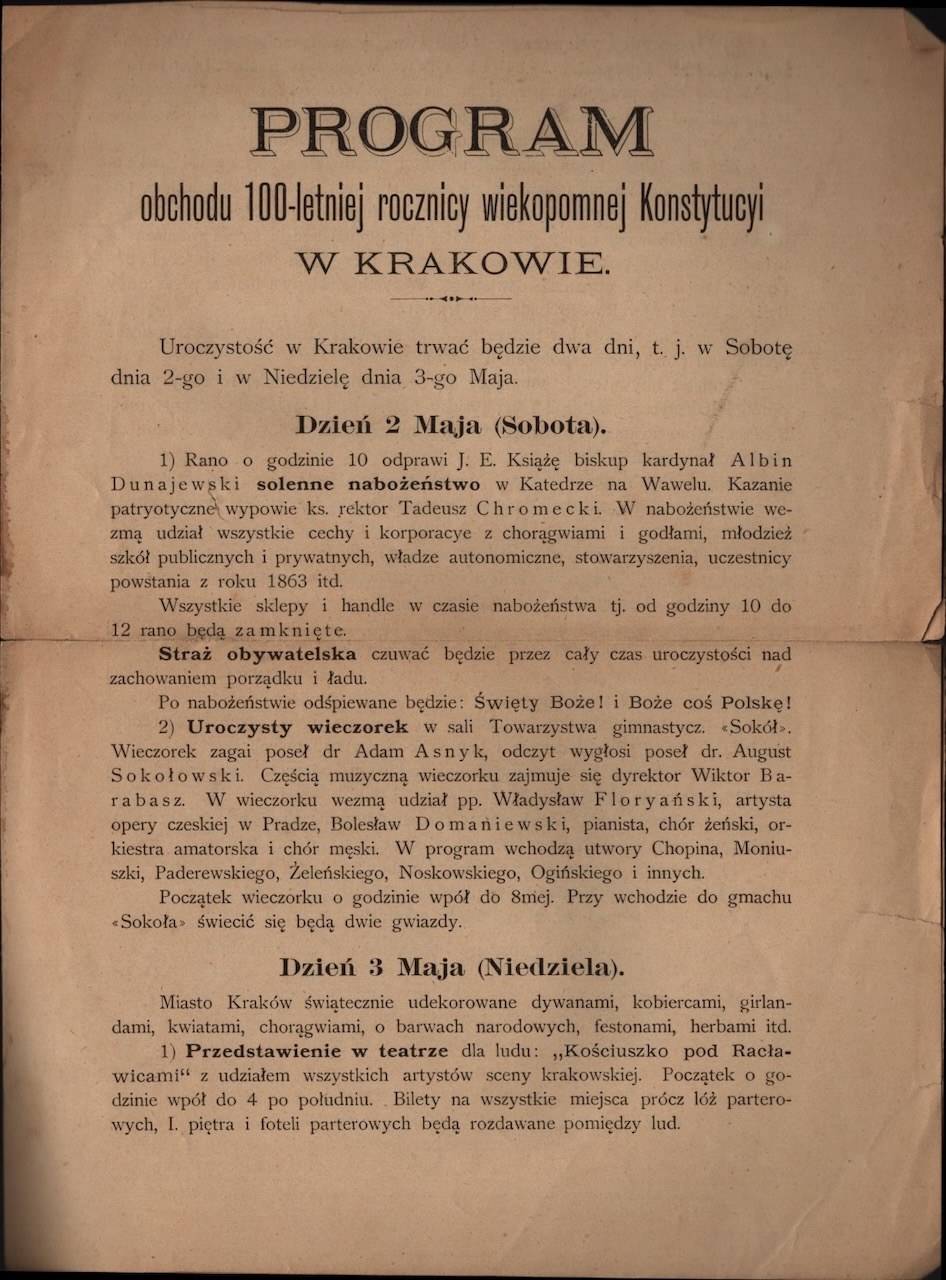 PROGRAM
obchodu 100-letniej rocznicy wiekopomnej Konstytucyi
W KRAKOWIE.
Uroczystość w Krakowie trwać będzie dwa dni, t. j. w Sobotę
dnia 2-go i w Niedzielę dnia 3-go Maja.
Dzień 2 Maja (Sobota).
1) Rano o godzinie 10 odprawi J. E. Książę biskup kardynał Albin
Dunajewski solenne nabożeństwo w Katedrze na Wawelu. Kazanie
patryotyczne wypowie ks. rektor Tadeusz Chromecki. W nabożeństwie we-
zmą udział wszystkie cechy i korporacye z chorągwiami i godłami, młodzież
szkół publicznych i prywatnych, władze autonomiczne, stowarzyszenia, uczestnicy
powstania z roku 1863 itd.
Wszystkie sklepy i handle w czasie nabożeństwa tj. od godziny 10 do
12 rano będą zamknięte.
Straż obywatelska czuwać będzie przez cały czas uroczystości nad
zachowaniem porządku i ładu.
Po nabożeństwie odśpiewane będzie: Święty Boże! i Boże coś Polskę!
2) Uroczysty wieczorek w sali Towarzystwa gimnastycz. «Sokół».
Wieczorek zagai poseł dr Adam Asnyk, odczyt wygłosi poseł dr. August
Sokołowski. Częścią muzyczną wieczorku zajmuje się dyrektor Wiktor Ba-
rabasz. W wieczorku wezmą udział pp. Władysław Floryański, artysta
opery czeskiej w Pradze, Bolesław Domaniewski, pianista, chór żeński, or-
kiestra amatorska i chór męski. W program wchodzą utwory Chopina, Moniu-
szki, Paderewskiego, Żeleńskiego, Noskowskiego, Ogińskiego i innych.
Początek wieczorku o godzinie wpół do 8mej. Przy wchodzie do gmachu
«Sokoła» świecić się będą dwie gwiazdy.
Dzień 3 Maja (Niedziela).
Miasto Kraków świątecznie udekorowane dywanami, kobiercami, girlan-
dami, kwiatami, chorągwiami, o barwach narodowych, festonami, herbami itd.
1) Przedstawienie w teatrze dla ludu: „Kościuszko pod Racła-
wicami“ z udziałem wszystkich artystów sceny krakowskiej. Początek o go-
dzinie wpół do 4 po południu. Bilety na wszystkie miejsca prócz lóż partero-
wych, I. piętra i foteli parterowych będą rozdawane pomiędzy lud.